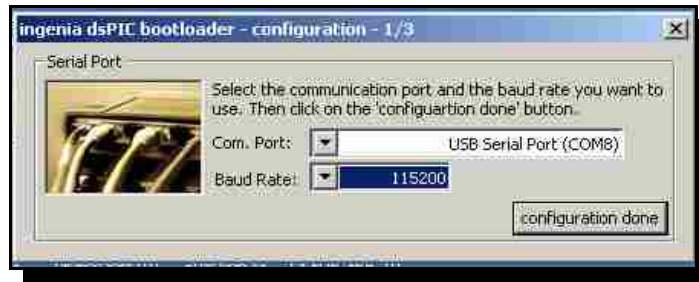 ingenia dsPIC bootloader - configuration - 1/3
Serial Port
Select the communication port and the baud rate you want to
use. Then click on the 'configuartion done' button.
Com. Port:
USB Serial Port (COM8)
Baud Rate:
115200
configuration done